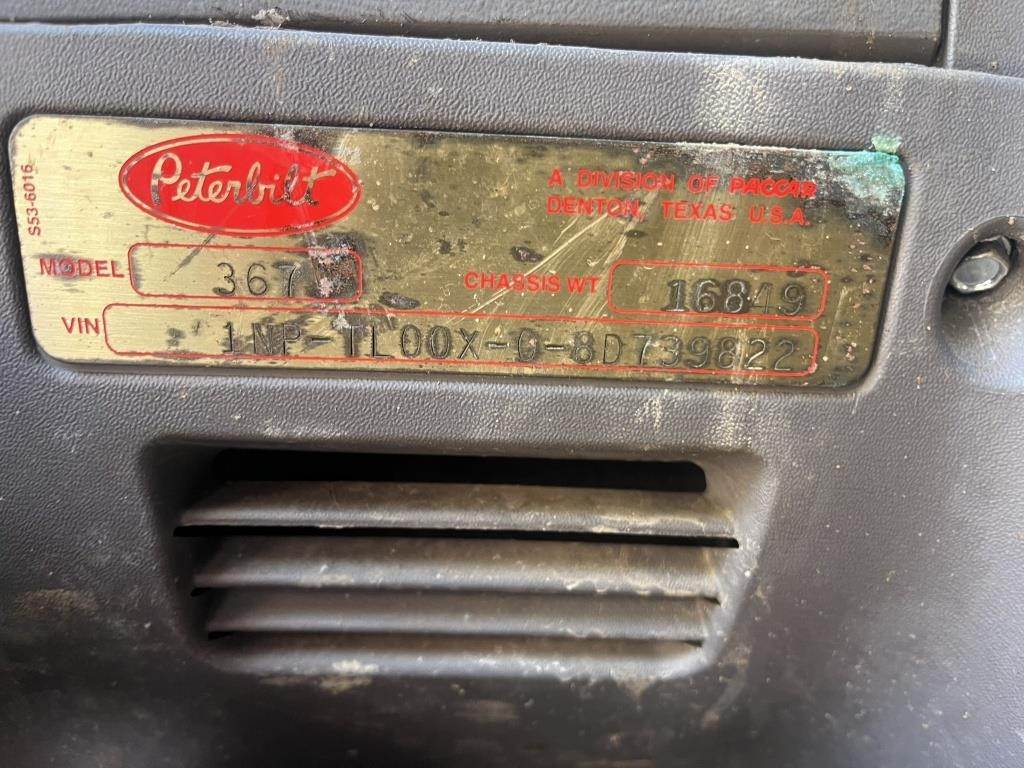 S53-6016
Peterbilt
A DIVISION OF PACCAR
DENTON, TEXAS U.S.A.
MODEL 367
CHASSIS WT 16849
VIN 1NP-TL00X-0-8D739822